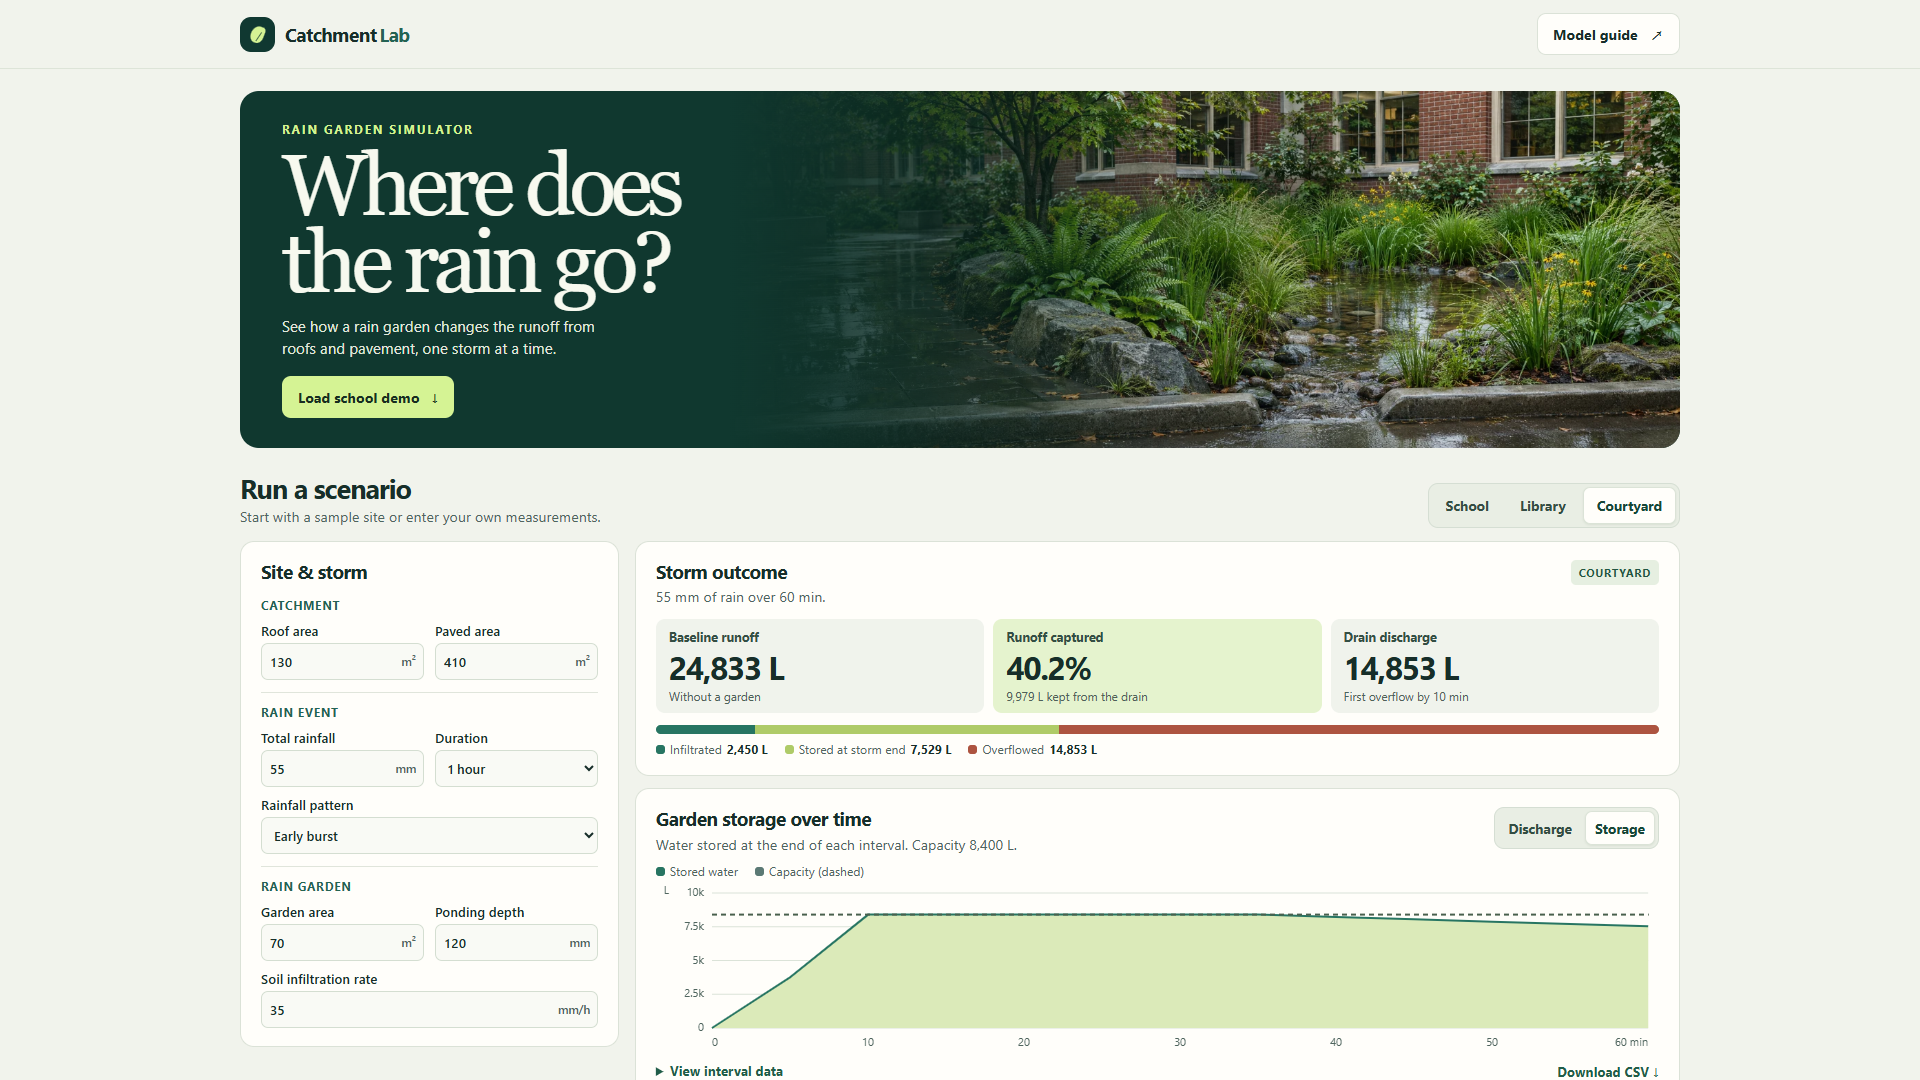 Catchment Lab
Model guide ↗
RAIN GARDEN SIMULATOR
Where does
the rain go?
See how a rain garden changes the runoff from
roofs and pavement, one storm at a time.
Load school demo ↓
Run a scenario
Start with a sample site or enter your own measurements.
School Library Courtyard
Site & storm
CATCHMENT
Roof area Paved area
130 m² 410 m²
RAIN EVENT
Total rainfall Duration
55 mm 1 hour
Rainfall pattern
Early burst
RAIN GARDEN
Garden area Ponding depth
70 m² 120 mm
Soil infiltration rate
35 mm/h
Storm outcome
COURTYARD
55 mm of rain over 60 min.
Baseline runoff
24,833 L
Without a garden
Runoff captured
40.2%
9,979 L kept from the drain
Drain discharge
14,853 L
First overflow by 10 min
Infiltrated 2,450 L Stored at storm end 7,529 L Overflowed 14,853 L
Garden storage over time
Discharge Storage
Water stored at the end of each interval. Capacity 8,400 L.
Stored water Capacity (dashed)
L 10k
7.5k
5k
2.5k
0
0 10 20 30 40 50 60 min
▶ View interval data
Download CSV ↓